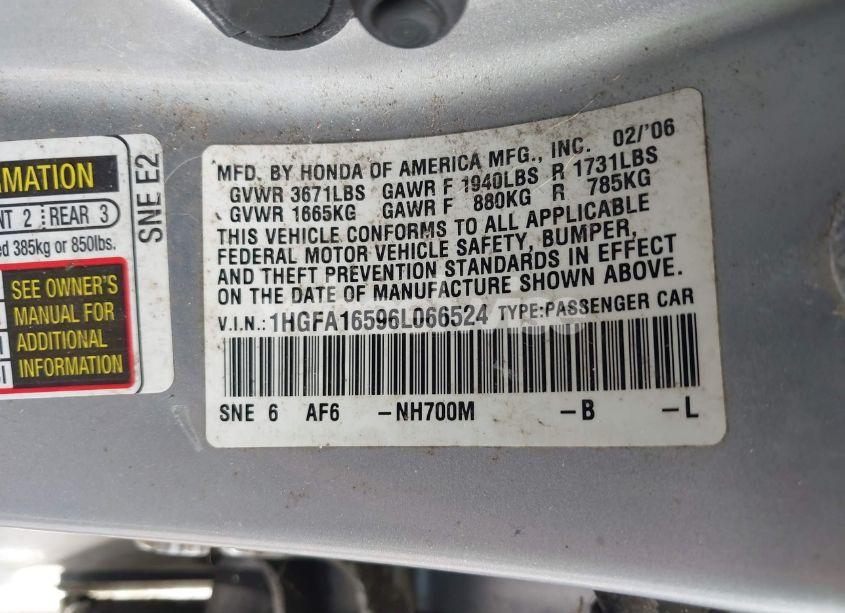 RMATION
NT 2 REAR 3
ed 385kg or 850lbs.
SEE OWNER'S
MANUAL FOR
ADDITIONAL
INFORMATION
SNE E2
MFD. BY HONDA OF AMERICA MFG., INC. 02/'06
GVWR 3671LBS GAWR F 1940LBS R 1731LBS
GVWR 1665KG GAWR F 880KG R 785KG
THIS VEHICLE CONFORMS TO ALL APPLICABLE
FEDERAL MOTOR VEHICLE SAFETY, BUMPER,
AND THEFT PREVENTION STANDARDS IN EFFECT
ON THE DATE OF MANUFACTURE SHOWN ABOVE.
V.I.N.: 1HGFA16596L066524 TYPE:PASSENGER CAR
SNE 6 AF6 -NH700M -B -L